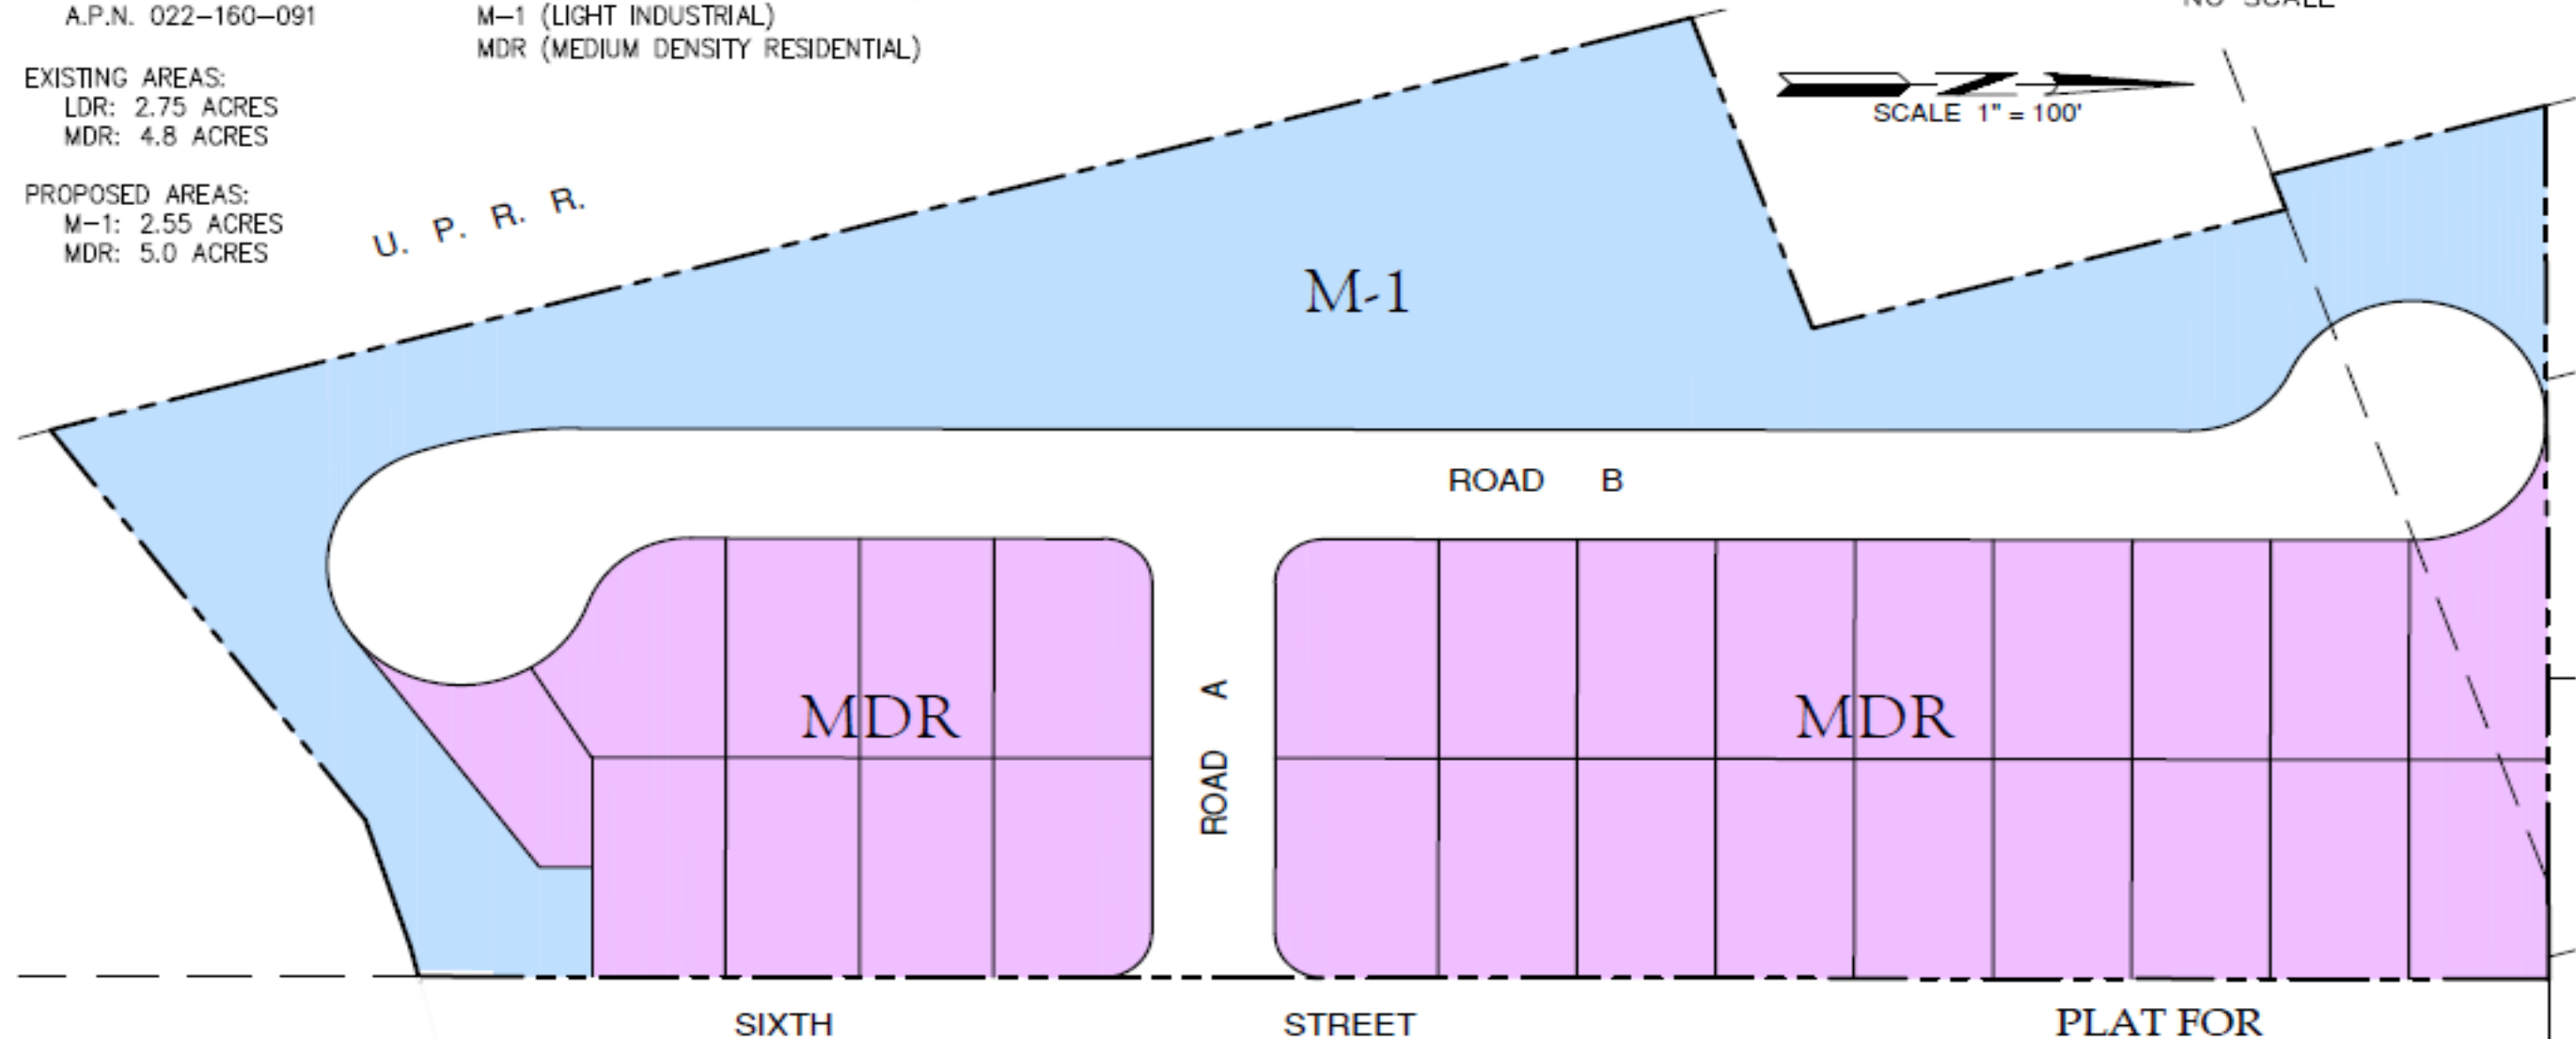 A.P.N. 022-160-091
M-1 (LIGHT INDUSTRIAL)
MDR (MEDIUM DENSITY RESIDENTIAL)
EXISTING AREAS:
LDR: 2.75 ACRES
MDR: 4.8 ACRES
PROPOSED AREAS:
M-1: 2.55 ACRES
MDR: 5.0 ACRES
NO SCALE
SCALE 1" = 100'
U. P. R. R.
M-1
ROAD B
MDR
ROAD A
MDR
SIXTH STREET
PLAT FOR